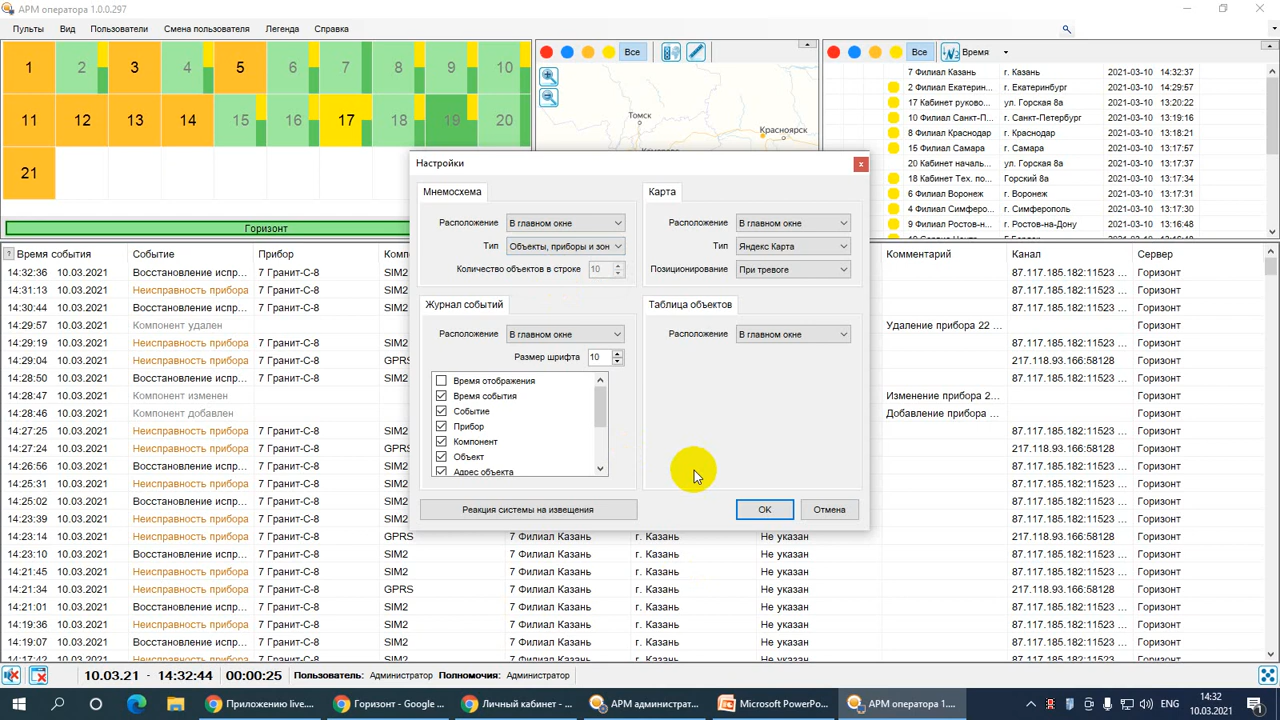 АРМ оператора 1.0.0.297
Пульты Вид Пользователи Смена пользователя Легенда Справка
1 2 3 4 5 6 7 8 9 10
11 12 13 14 15 16 17 18 19 20
21
Горизонт
Все
Томск
Красноярск
Все Время
7 Филиал Казань г. Казань 2021-03-10 14:32:37
2 Филиал Екатеринбу... г. Екатеринбург 2021-03-10 14:29:57
17 Кабинет руково... ул. Горская 8а 2021-03-10 13:20:22
10 Филиал Санкт-П... г. Санкт-Петербург 2021-03-10 13:19:16
8 Филиал Краснодар г. Краснодар 2021-03-10 13:18:21
15 Филиал Самара г. Самара 2021-03-10 13:17:57
20 Кабинет началь... ул. Горская 8а 2021-03-10 13:17:37
18 Кабинет Тех. по... Горский 8а 2021-03-10 13:17:34
6 Филиал Воронеж г. Воронеж 2021-03-10 13:17:31
4 Филиал Симферо... г. Симферополь 2021-03-10 13:17:30
9 Филиал Ростов-на... г. Ростов-на-Дону 2021-03-10 13:17:27
Настройки
Мнемосхема
Расположение В главном окне
Тип Объекты, приборы и зон
Количество объектов в строке 10
Карта
Расположение В главном окне
Тип Яндекс Карта
Позиционирование При тревоге
Журнал событий
Расположение В главном окне
Размер шрифта 10
Время отображения
Время события
Событие
Прибор
Компонент
Объект
Адрес объекта
Таблица объектов
Расположение В главном окне
Реакция системы на извещения
OK Отмена
? Время события Событие Прибор Комментарий Канал Сервер
14:32:36 10.03.2021 Восстановление испр... 7 Гранит-С-8 SIM2 87.117.185.182:11523 ... Горизонт
14:31:13 10.03.2021 Неисправность прибора 7 Гранит-С-8 SIM2 87.117.185.182:11523 ... Горизонт
14:30:44 10.03.2021 Восстановление испр... 7 Гранит-С-8 SIM2 87.117.185.182:11523 ... Горизонт
14:29:57 10.03.2021 Компонент удален Удаление прибора 22 ... Горизонт
14:29:19 10.03.2021 Неисправность прибора 7 Гранит-С-8 SIM2 87.117.185.182:11523 ... Горизонт
14:29:04 10.03.2021 Неисправность прибора 7 Гранит-С-8 GPRS 217.118.93.166:58128 Горизонт
14:28:50 10.03.2021 Восстановление испр... 7 Гранит-С-8 SIM2 87.117.185.182:11523 ... Горизонт
14:28:47 10.03.2021 Компонент изменен Изменение прибора 2... Горизонт
14:28:46 10.03.2021 Компонент добавлен Добавление прибора ... Горизонт
14:27:25 10.03.2021 Неисправность прибора 7 Гранит-С-8 SIM2 87.117.185.182:11523 ... Горизонт
14:27:24 10.03.2021 Неисправность прибора 7 Гранит-С-8 GPRS 217.118.93.166:58128 Горизонт
14:26:56 10.03.2021 Восстановление испр... 7 Гранит-С-8 SIM2 87.117.185.182:11523 ... Горизонт
14:25:31 10.03.2021 Неисправность прибора 7 Гранит-С-8 SIM2 87.117.185.182:11523 ... Горизонт
14:25:02 10.03.2021 Восстановление испр... 7 Гранит-С-8 SIM2 87.117.185.182:11523 ... Горизонт
14:23:39 10.03.2021 Неисправность прибора 7 Гранит-С-8 SIM2 87.117.185.182:11523 ... Горизонт
14:23:14 10.03.2021 Неисправность прибора 7 Гранит-С-8 GPRS 7 Филиал Казань г. Казань Не указан 217.118.93.166:58128 Горизонт
14:23:10 10.03.2021 Восстановление испр... 7 Гранит-С-8 SIM2 7 Филиал Казань г. Казань Не указан 87.117.185.182:11523 ... Горизонт
14:21:45 10.03.2021 Неисправность прибора 7 Гранит-С-8 SIM2 7 Филиал Казань г. Казань Не указан 87.117.185.182:11523 ... Горизонт
14:21:34 10.03.2021 Неисправность прибора 7 Гранит-С-8 GPRS 7 Филиал Казань г. Казань Не указан 217.118.93.166:58128 Горизонт
14:21:01 10.03.2021 Восстановление испр... 7 Гранит-С-8 SIM2 7 Филиал Казань г. Казань Не указан 87.117.185.182:11523 ... Горизонт
14:19:36 10.03.2021 Неисправность прибора 7 Гранит-С-8 SIM2 7 Филиал Казань г. Казань Не указан 87.117.185.182:11523 ... Горизонт
14:19:07 10.03.2021 Восстановление испр... 7 Гранит-С-8 SIM2 7 Филиал Казань г. Казань Не указан 87.117.185.182:11523 ... Горизонт
14:17:42 10.03.2021 Неисправность прибора 7 Гранит-С-8 SIM2 7 Филиал Казань г. Казань Не указан 87.117.185.182:11523 ... Горизонт
10.03.21 - 14:32:44 00:00:25 Пользователь: Администратор Полномочия: Администратор
Приложению live.... Горизонт - Google ... Личный кабинет - ... АРМ администрат... Microsoft PowerPo... АРМ оператора 1.... ENG 14:32
10.03.2021